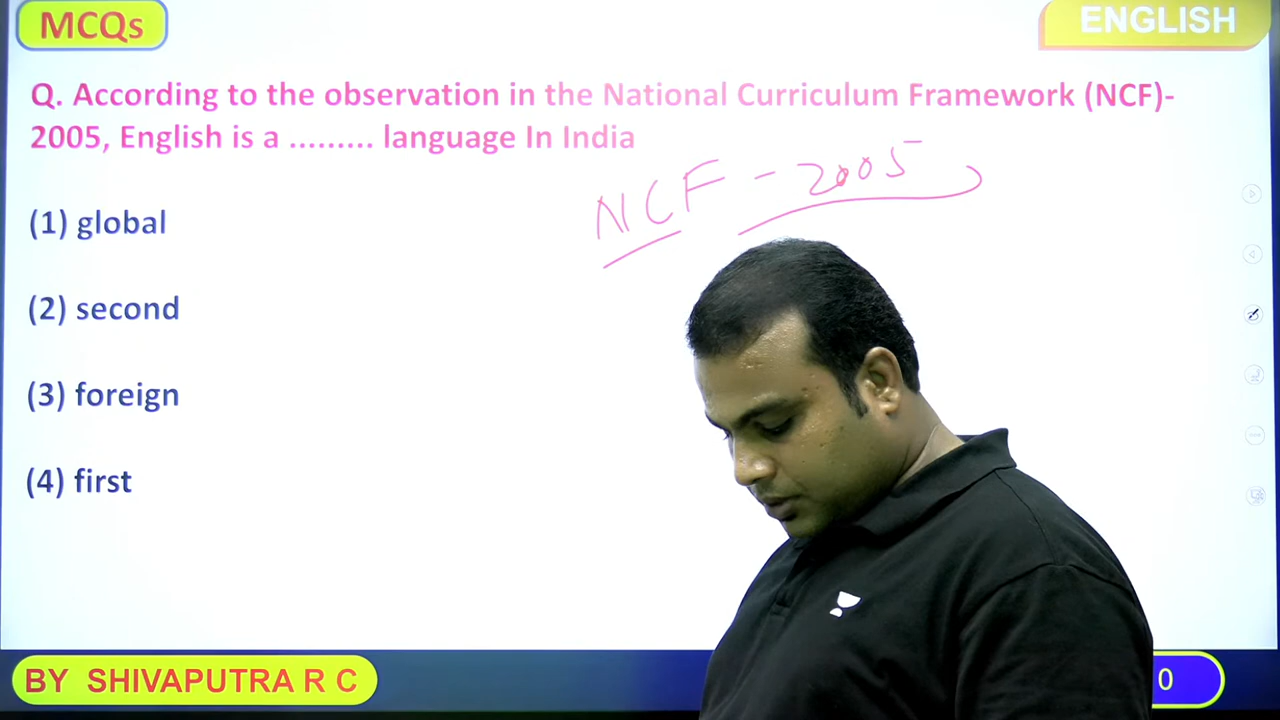 MCQs
ENGLISH
Q. According to the observation in the National Curriculum Framework (NCF)-
2005, English is a ......... language In India
NCF - 2005
(1) global
(2) second
(3) foreign
(4) first
BY SHIVAPUTRA R C
0